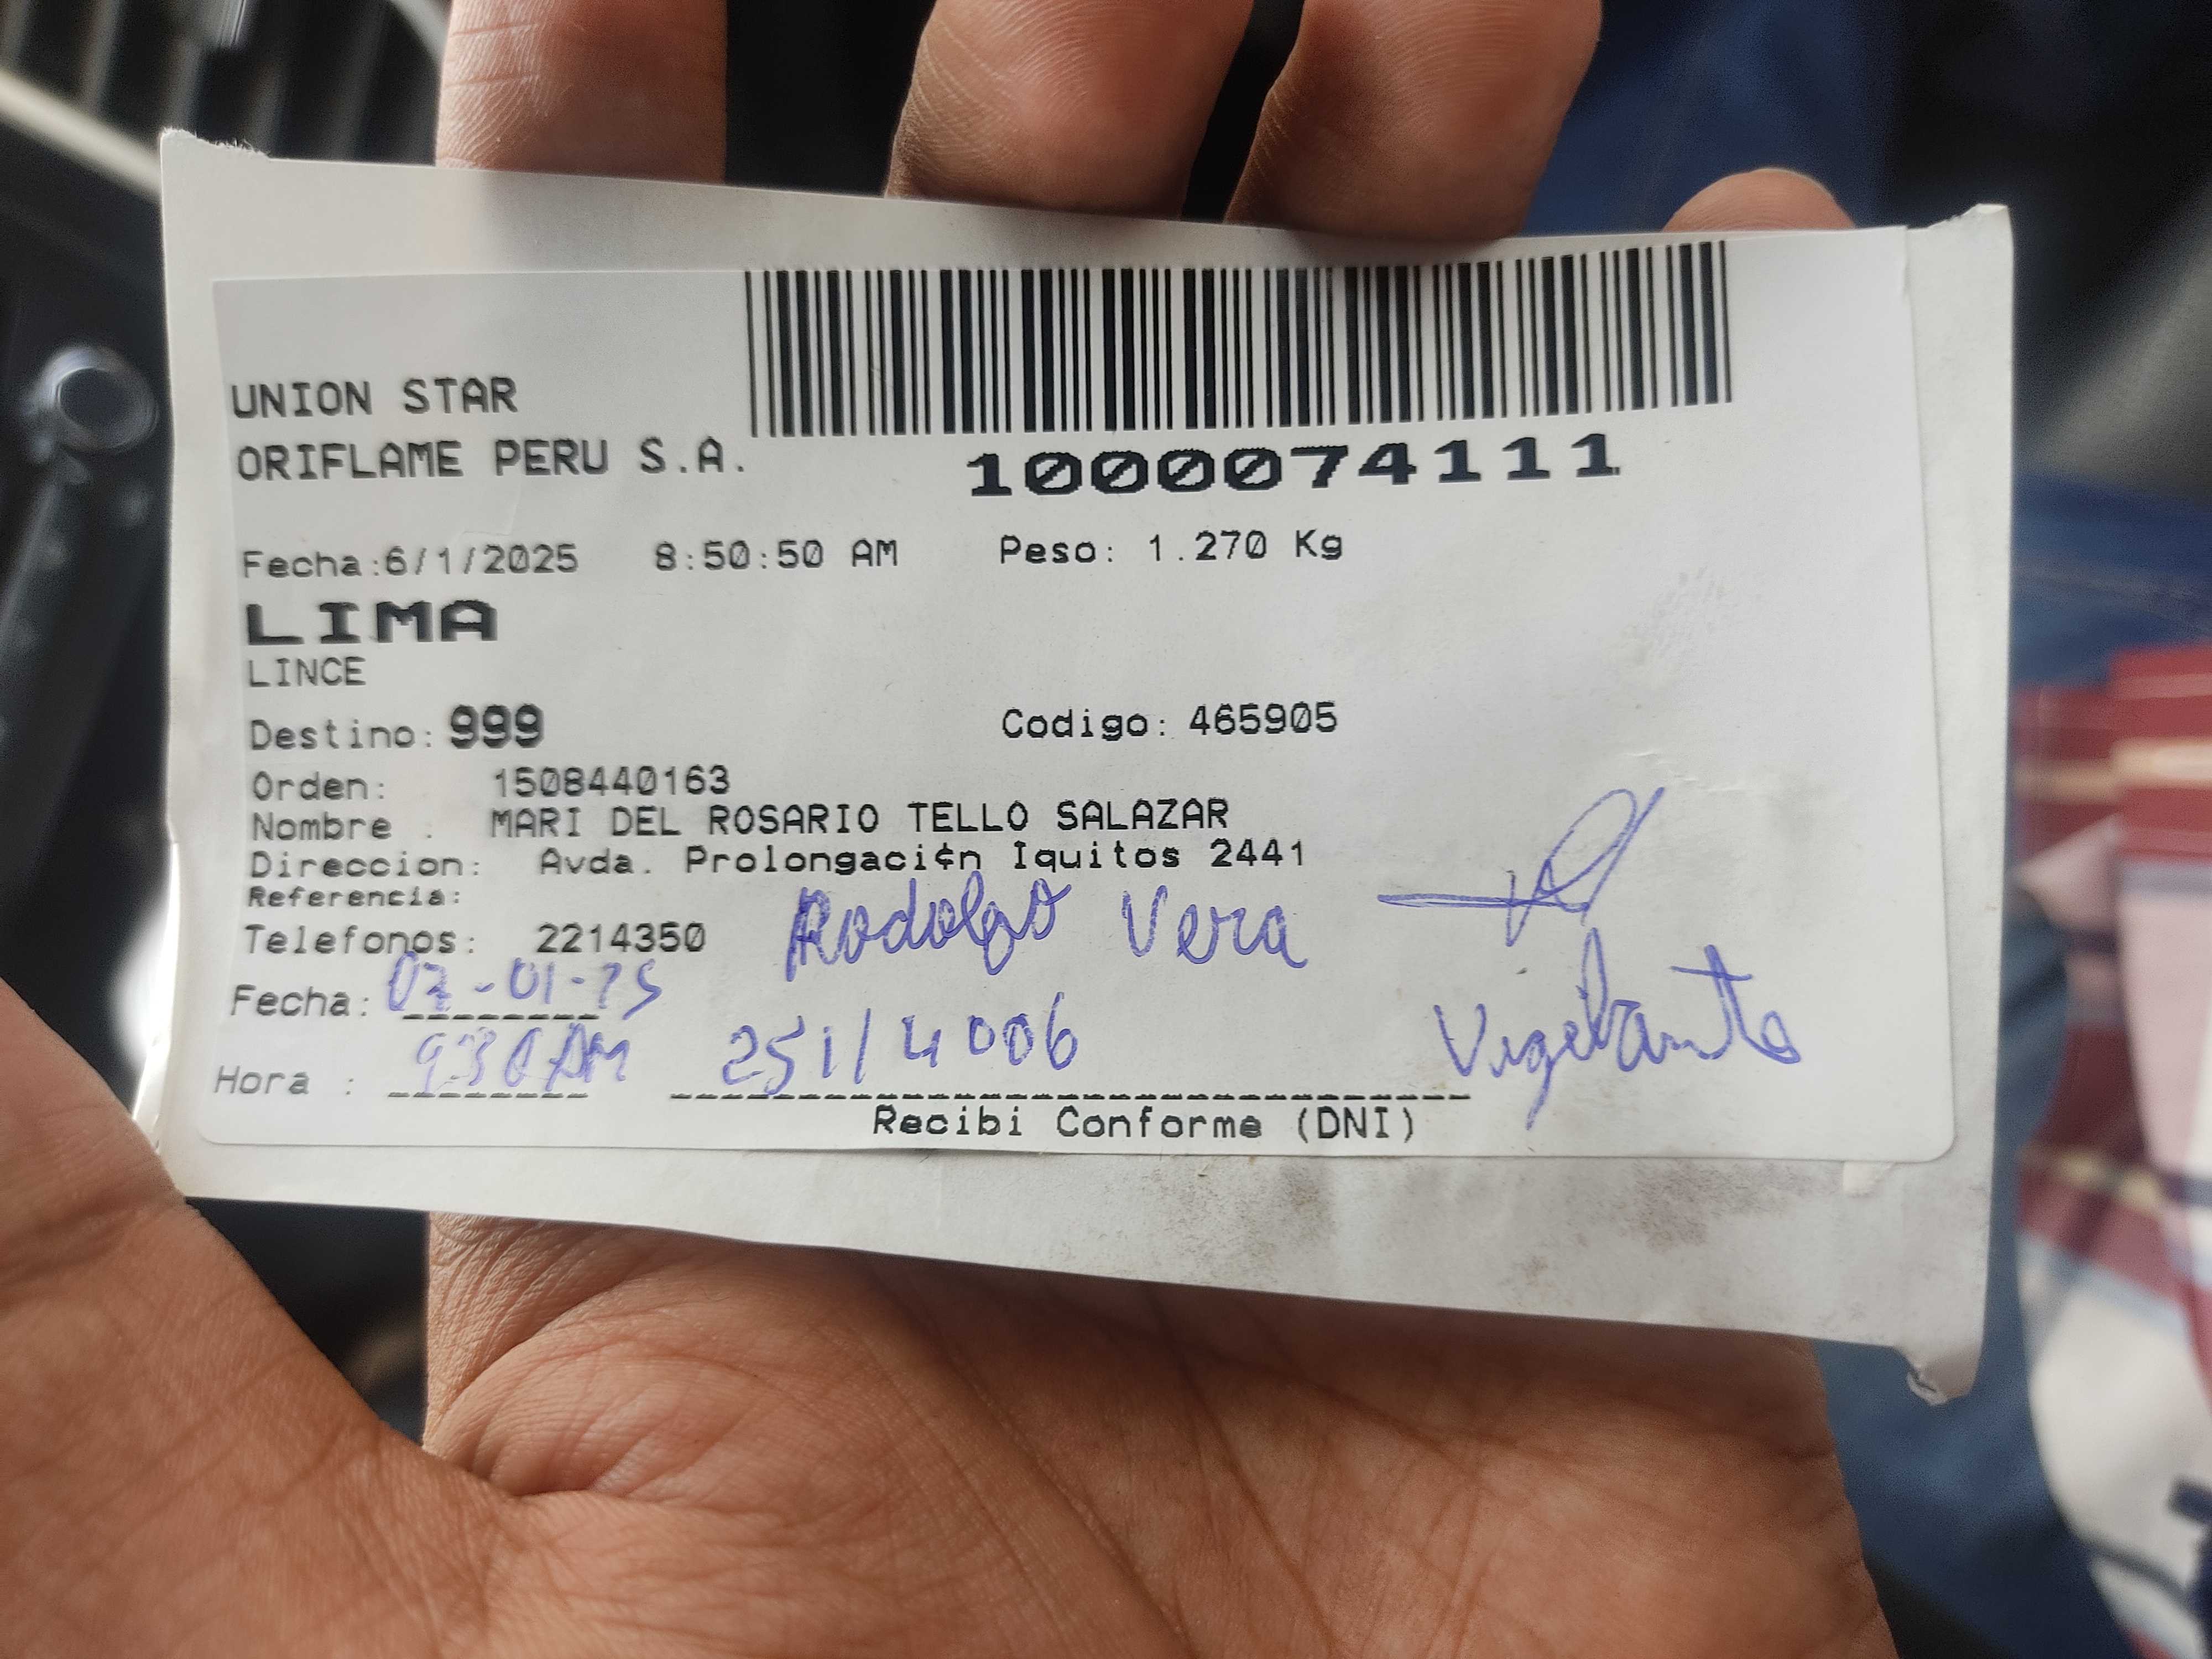 UNION STAR
ORIFLAME PERU S.A.
1000074111
Fecha:6/1/2025 8:50:50 AM Peso: 1.270 Kg
LIMA
LINCE
Destino: 999 Codigo: 465905
Orden: 1508440163
Nombre : MARI DEL ROSARIO TELLO SALAZAR
Direccion: Avda. Prolongaci¢n Iquitos 2441
Referencia:
Telefonos: 2214350 Rodolfo Vera
Fecha: 07-01-25
Hora : 930 AM 25114006 Vigilante
Recibi Conforme (DNI)